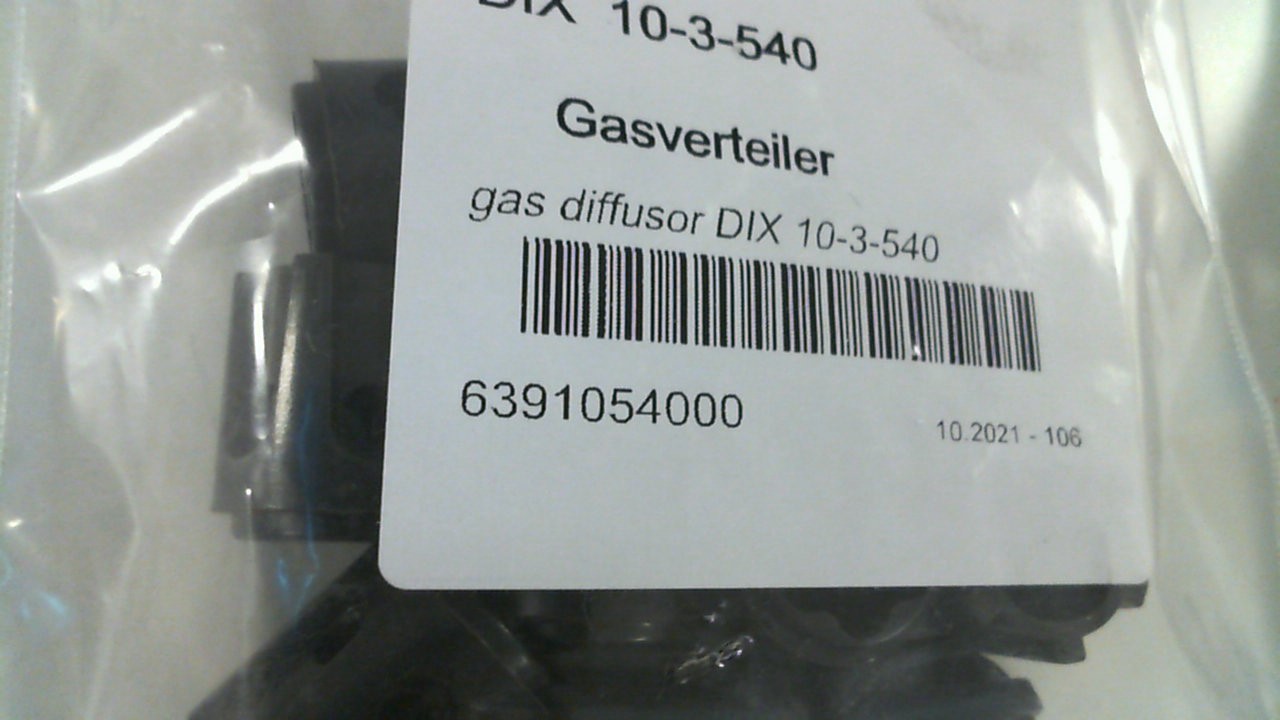 DIX 10-3-540
Gasverteiler
gas diffusor DIX 10-3-540
6391054000
10.2021 - 106